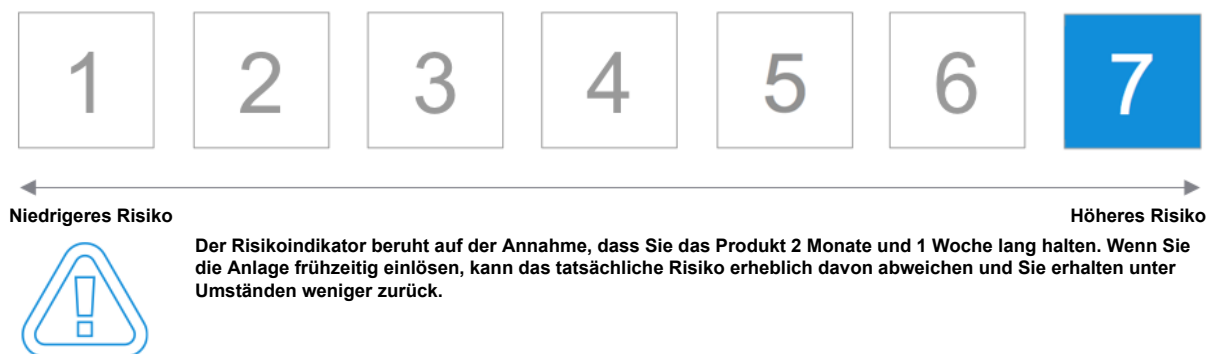 1 2 3 4 5 6 7
Niedrigeres Risiko Höheres Risiko
Der Risikoindikator beruht auf der Annahme, dass Sie das Produkt 2 Monate und 1 Woche lang halten. Wenn Sie
die Anlage frühzeitig einlösen, kann das tatsächliche Risiko erheblich davon abweichen und Sie erhalten unter
Umständen weniger zurück.